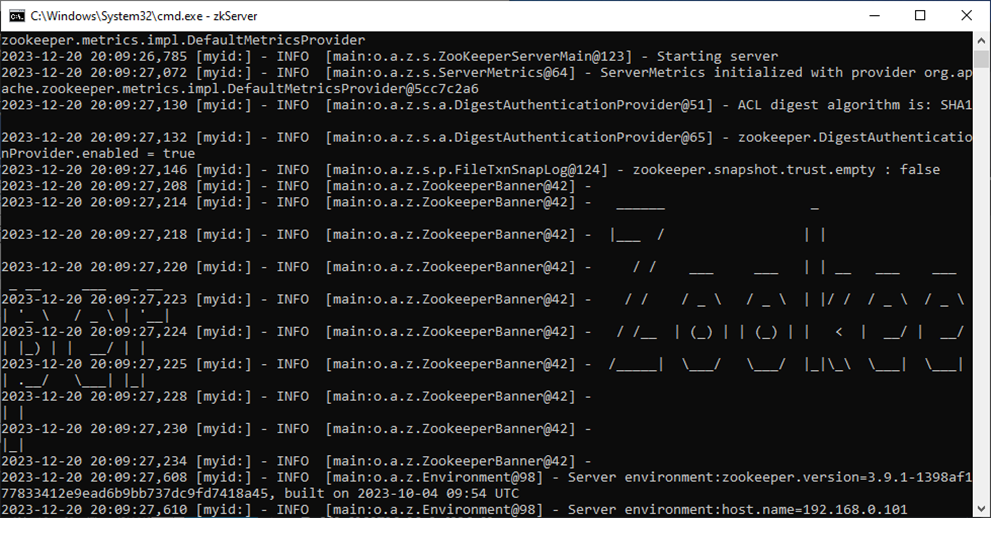 C:\Windows\System32\cmd.exe - zkServer
zookeeper.metrics.impl.DefaultMetricsProvider
2023-12-20 20:09:26,785 [myid:] - INFO  [main:o.a.z.s.ZooKeeperServerMain@123] - Starting server
2023-12-20 20:09:27,072 [myid:] - INFO  [main:o.a.z.s.ServerMetrics@64] - ServerMetrics initialized with provider org.ap
ache.zookeeper.metrics.impl.DefaultMetricsProvider@5cc7c2a6
2023-12-20 20:09:27,130 [myid:] - INFO  [main:o.a.z.s.a.DigestAuthenticationProvider@51] - ACL digest algorithm is: SHA1
2023-12-20 20:09:27,132 [myid:] - INFO  [main:o.a.z.s.a.DigestAuthenticationProvider@65] - zookeeper.DigestAuthenticatio
nProvider.enabled = true
2023-12-20 20:09:27,146 [myid:] - INFO  [main:o.a.z.s.p.FileTxnSnapLog@124] - zookeeper.snapshot.trust.empty : false
2023-12-20 20:09:27,208 [myid:] - INFO  [main:o.a.z.ZookeeperBanner@42] -
2023-12-20 20:09:27,214 [myid:] - INFO  [main:o.a.z.ZookeeperBanner@42] -   ______                  _
2023-12-20 20:09:27,218 [myid:] - INFO  [main:o.a.z.ZookeeperBanner@42] -  |___  /                 | |
2023-12-20 20:09:27,220 [myid:] - INFO  [main:o.a.z.ZookeeperBanner@42] -     / /    ___     ___   | | __   ___    ___
 _ __     ___   _ __
2023-12-20 20:09:27,223 [myid:] - INFO  [main:o.a.z.ZookeeperBanner@42] -    / /    / _ \   / _ \  | |/ /  / _ \  / _ \
| '_ \   / _ \ | '__|
2023-12-20 20:09:27,224 [myid:] - INFO  [main:o.a.z.ZookeeperBanner@42] -   / /__  | (_) | | (_) | |   <  |  __/ |  __/
| |_) | |  __/ | |
2023-12-20 20:09:27,225 [myid:] - INFO  [main:o.a.z.ZookeeperBanner@42] -  /_____|  \___/   \___/  |_|\_\  \___|  \___|
| .__/   \___| |_|
2023-12-20 20:09:27,228 [myid:] - INFO  [main:o.a.z.ZookeeperBanner@42] -
| |
2023-12-20 20:09:27,230 [myid:] - INFO  [main:o.a.z.ZookeeperBanner@42] -
|_|
2023-12-20 20:09:27,234 [myid:] - INFO  [main:o.a.z.ZookeeperBanner@42] -
2023-12-20 20:09:27,608 [myid:] - INFO  [main:o.a.z.Environment@98] - Server environment:zookeeper.version=3.9.1-1398af1
77833412e9ead6b9bb737dc9fd7418a45, built on 2023-10-04 09:54 UTC
2023-12-20 20:09:27,610 [myid:] - INFO  [main:o.a.z.Environment@98] - Server environment:host.name=192.168.0.101